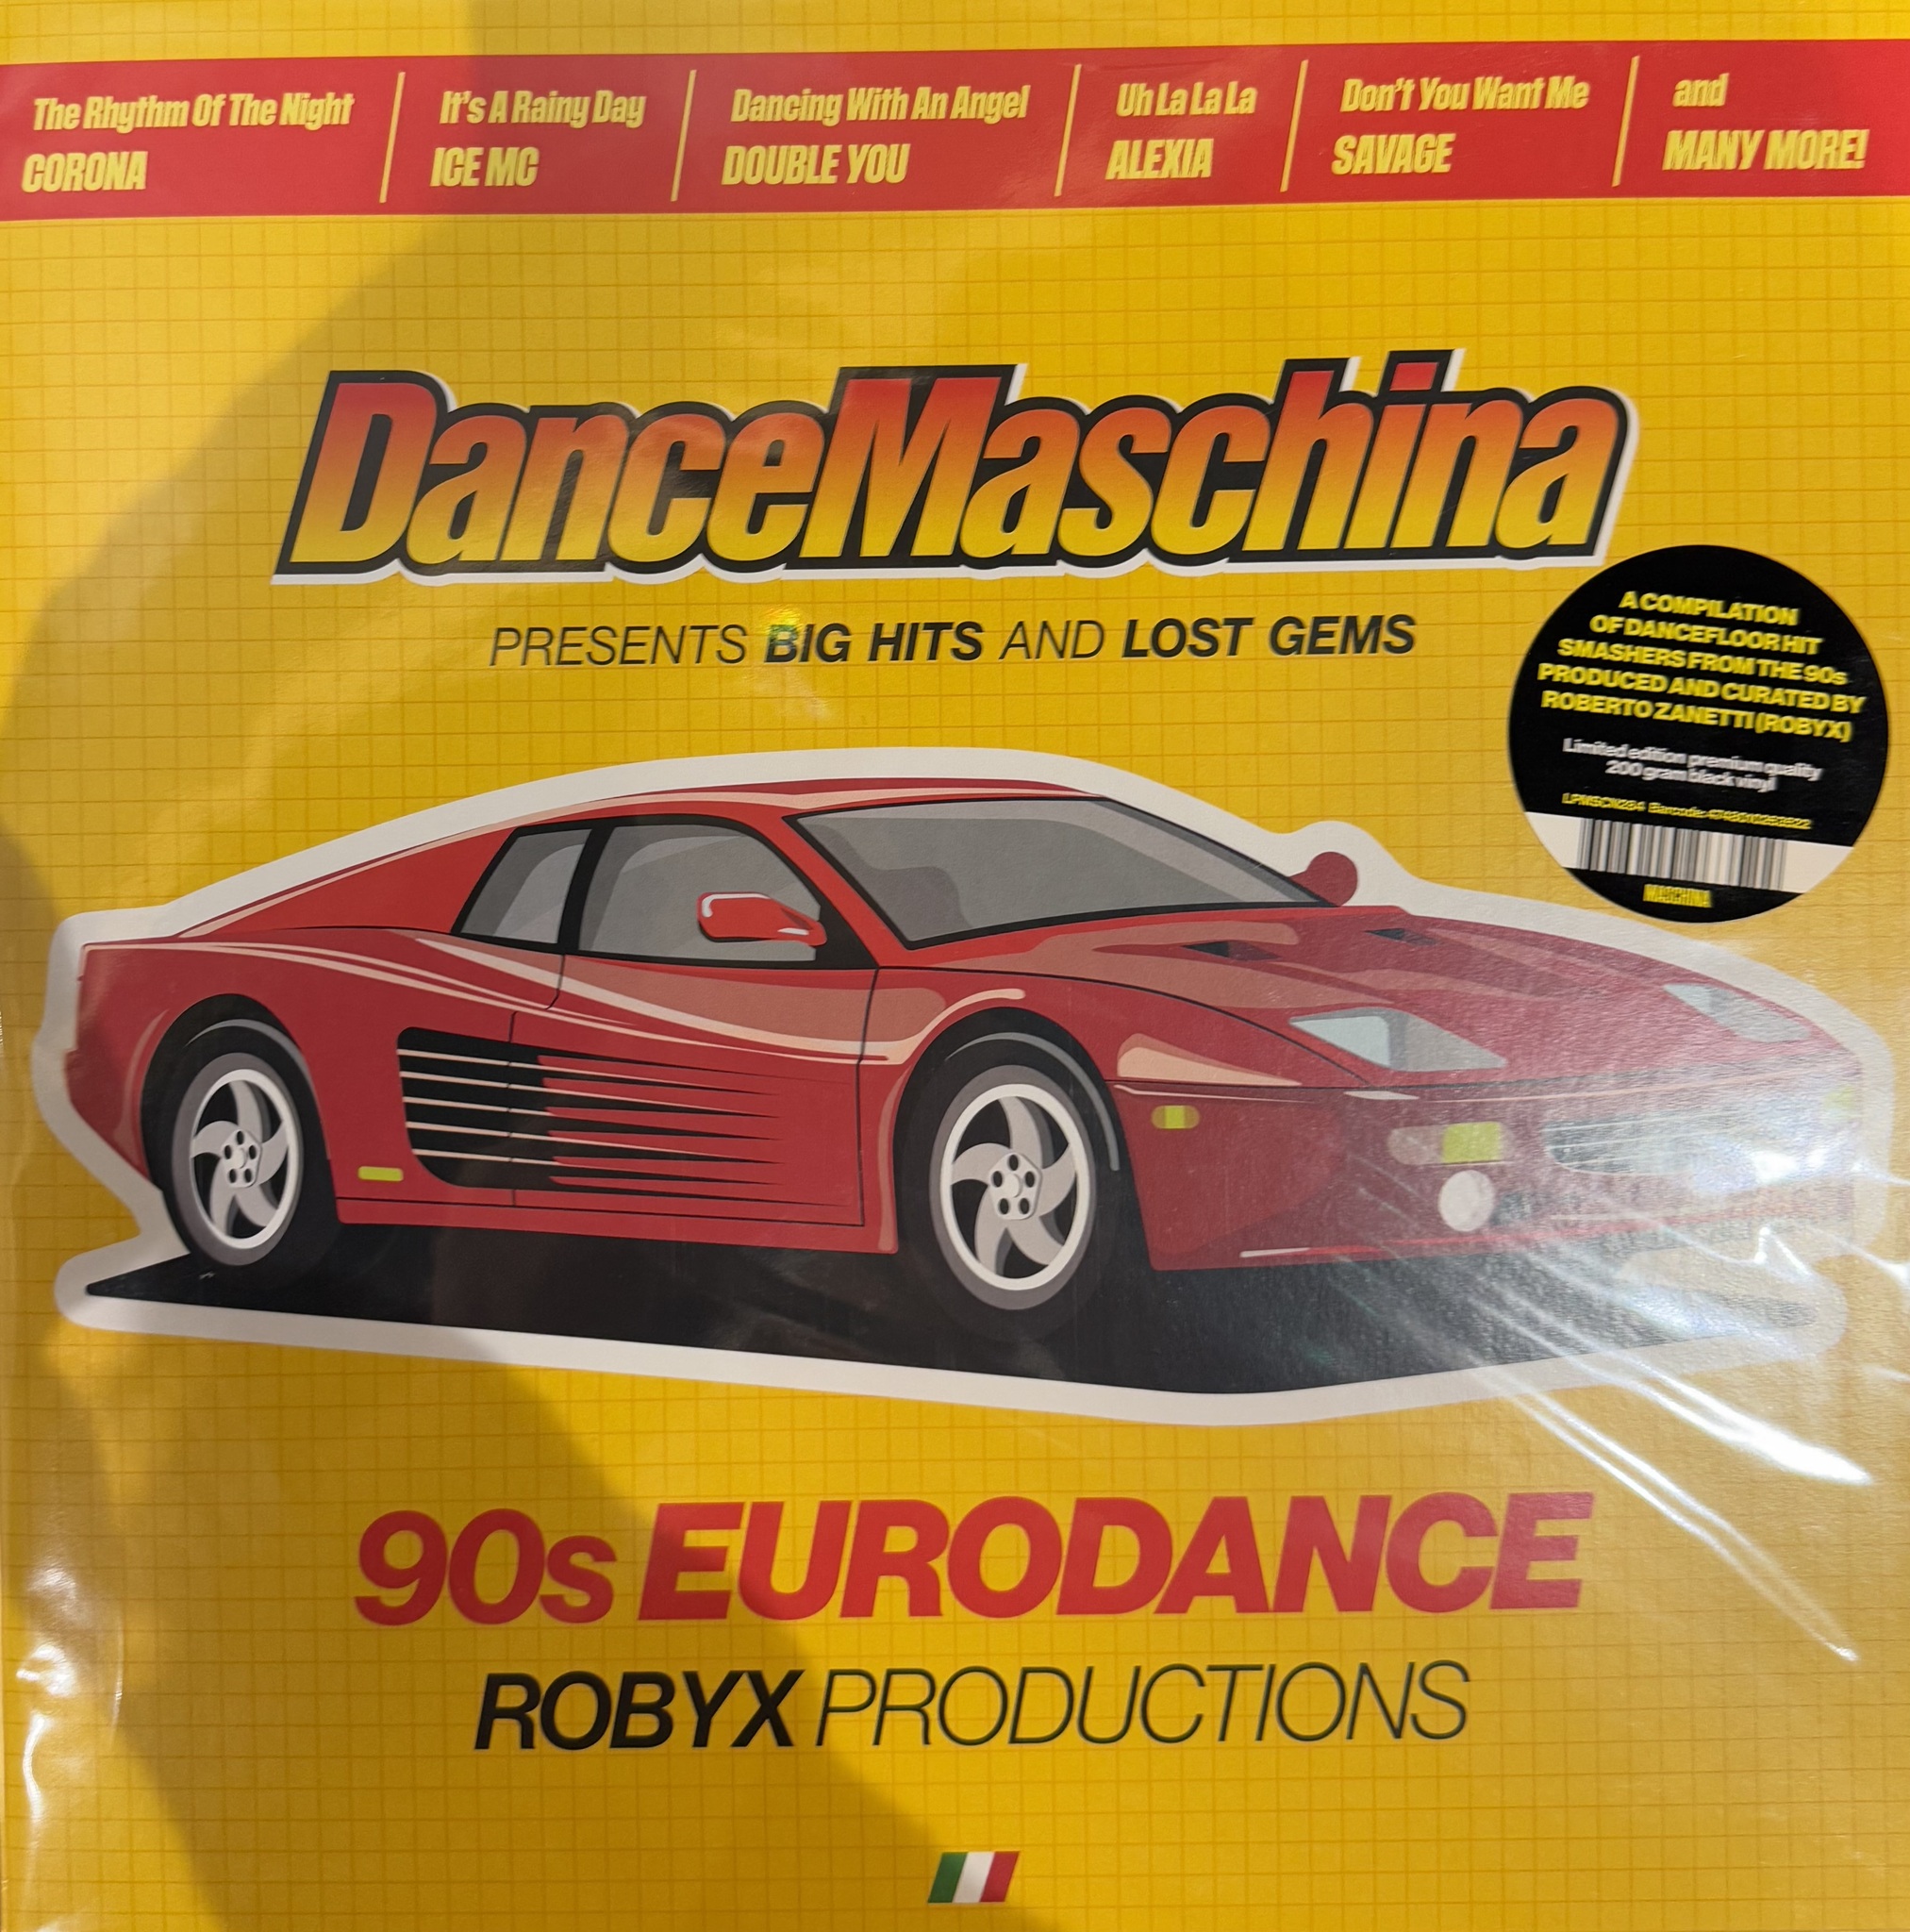 The Rhythm Of The Night
CORONA
It's A Rainy Day
ICE MC
Dancing With An Angel
DOUBLE YOU
Uh La La La
ALEXIA
Don't You Want Me
SAVAGE
and
MANY MORE!
DanceMaschina
PRESENTS BIG HITS AND LOST GEMS
A COMPILATION
OF DANCEFLOOR HIT
SMASHERS FROM THE 90s
PRODUCED AND CURATED BY
ROBERTO ZANETTI (ROBYX)
Limited edition premium quality
200 gram black vinyl
Barcode:
MASCHINA
90s EURODANCE
ROBYX PRODUCTIONS